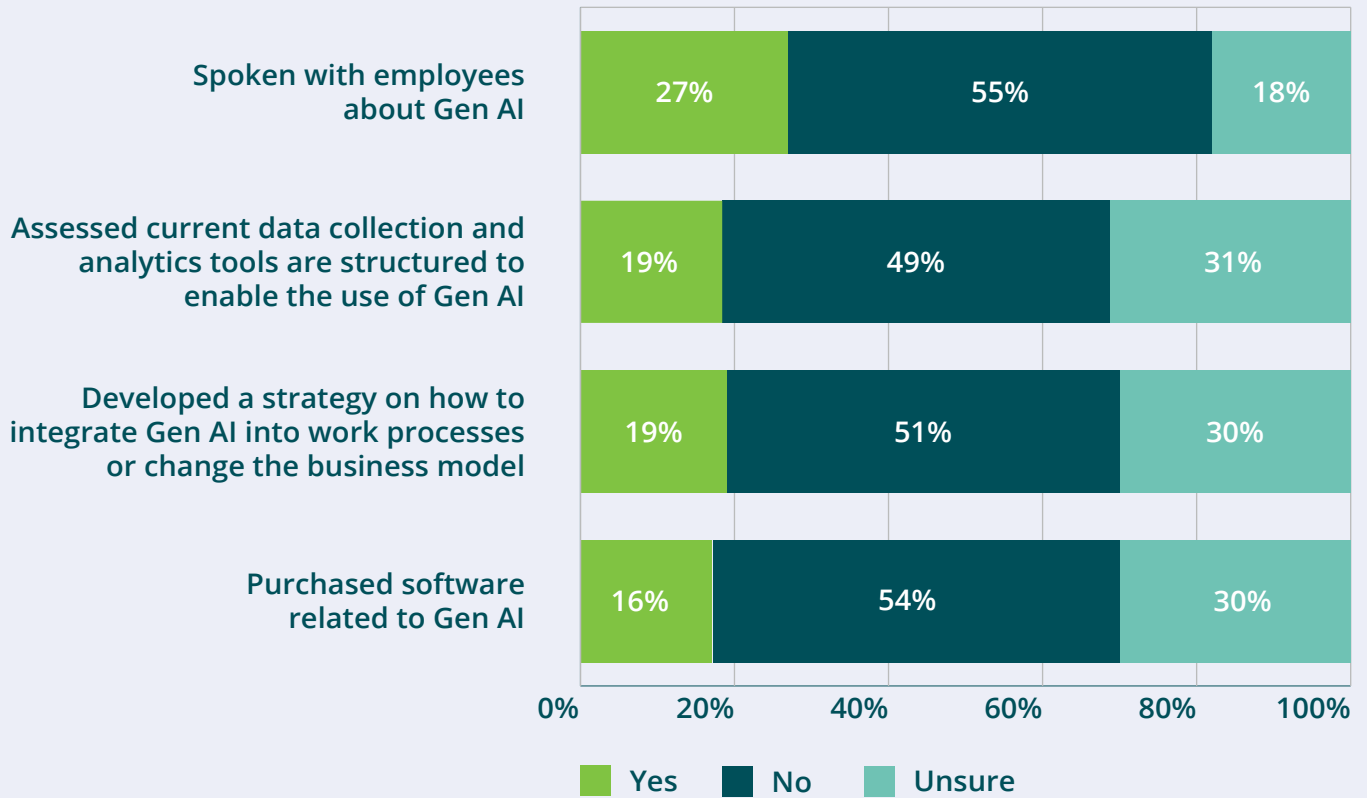 Spoken with employees
about Gen AI
27% 55% 18%
Assessed current data collection and
analytics tools are structured to
enable the use of Gen AI
19% 49% 31%
Developed a strategy on how to
integrate Gen AI into work processes
or change the business model
19% 51% 30%
Purchased software
related to Gen AI
16% 54% 30%
0% 20% 40% 60% 80% 100%
Yes No Unsure